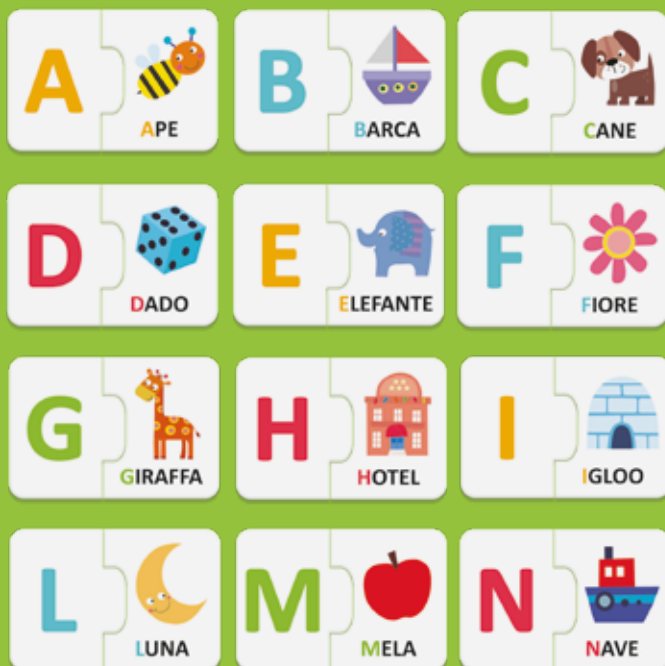 A
APE
B
BARCA
C
CANE
D
DADO
E
ELEFANTE
F
FIORE
G
GIRAFFA
H
HOTEL
I
IGLOO
L
LUNA
M
MELA
N
NAVE